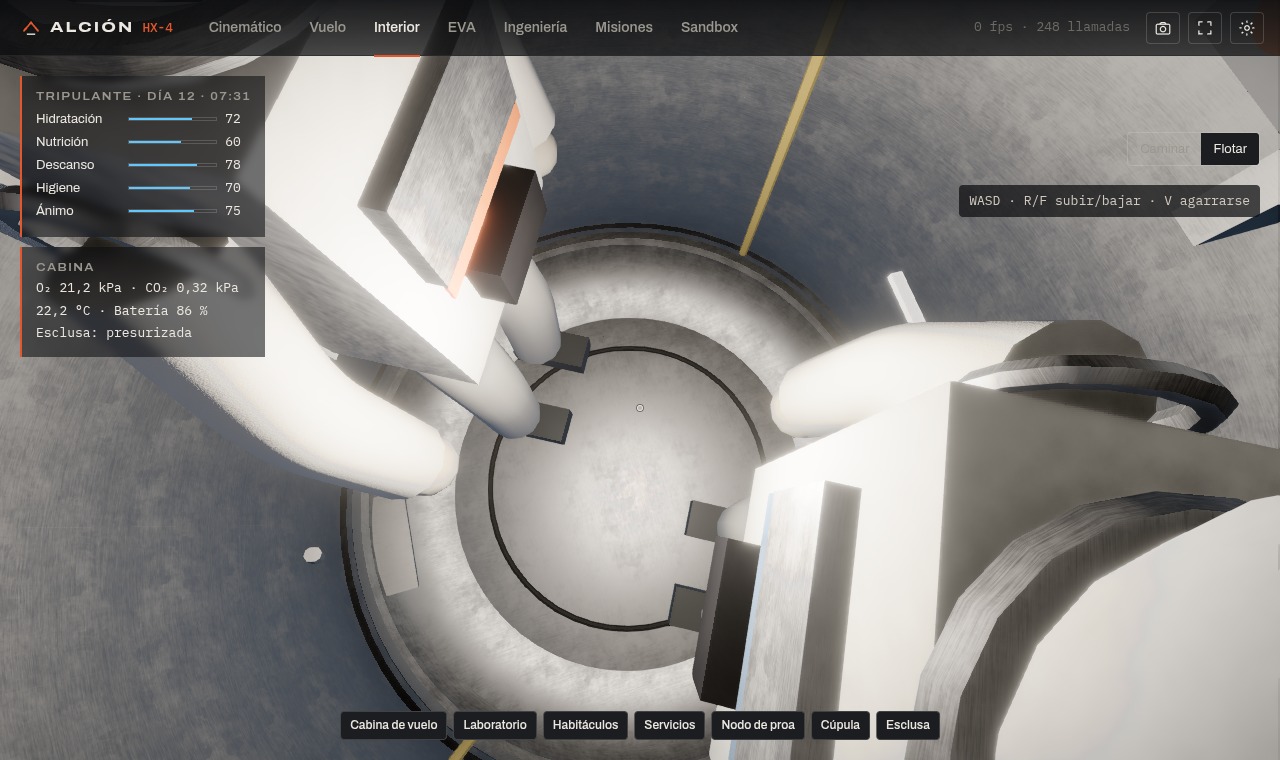 ALCIÓN HX-4 Cinemático Vuelo Interior EVA Ingeniería Misiones Sandbox 0 fps · 248 llamadas
TRIPULANTE · DÍA 12 · 07:31
Hidratación 72
Nutrición 60
Descanso 78
Higiene 70
Ánimo 75
CABINA
O₂ 21,2 kPa · CO₂ 0,32 kPa
22,2 °C · Batería 86 %
Esclusa: presurizada
Caminar Flotar
WASD · R/F subir/bajar · V agarrarse
Cabina de vuelo Laboratorio Habitáculos Servicios Nodo de proa Cúpula Esclusa